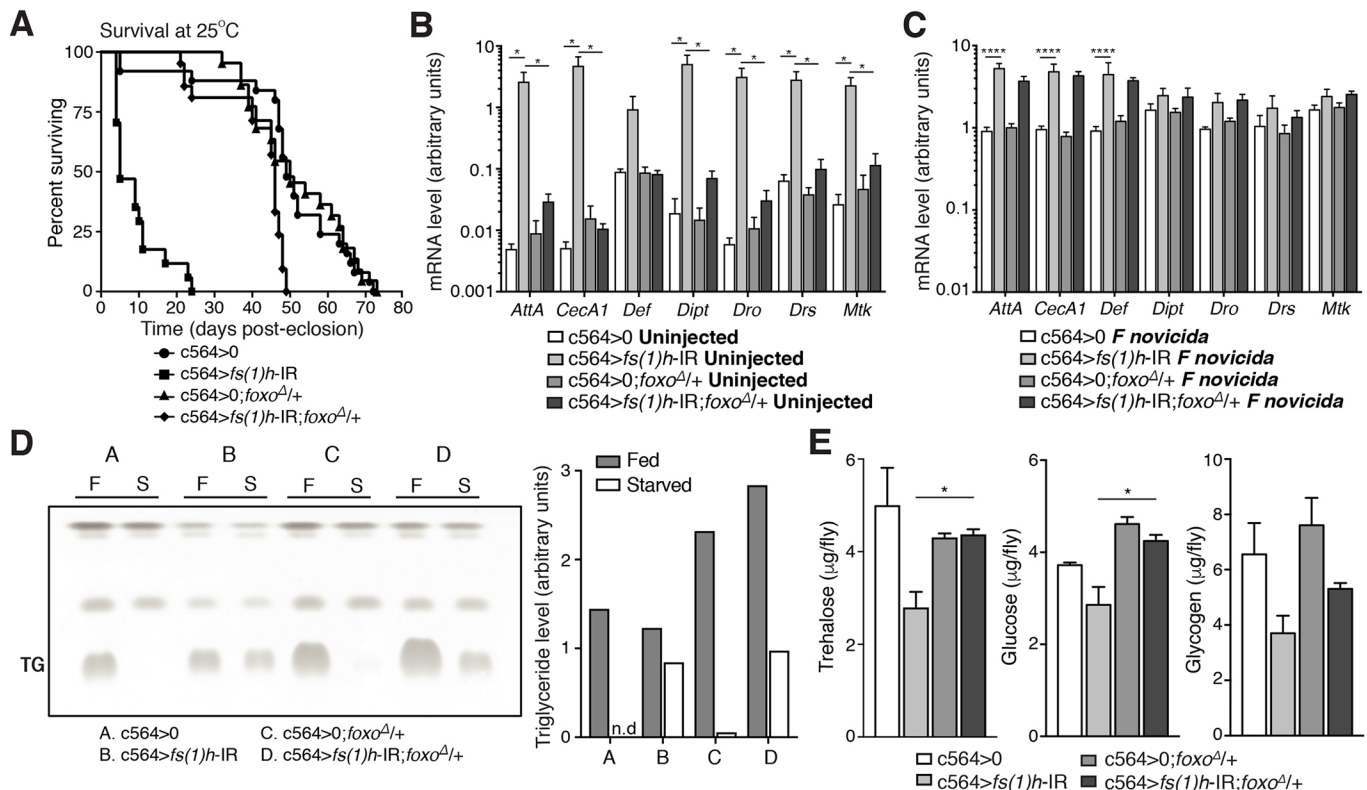 A
Survival at 25°C
Percent surviving
100
75
50
25
0
0 10 20 30 40 50 60 70 80
Time (days post-eclosion)
c564>0
c564>fs(1)h-IR
c564>0;foxoΔ/+
c564>fs(1)h-IR;foxoΔ/+
B
mRNA level (arbitrary units)
10
1
0.1
0.01
0.001
* * * * * * * * * * * *
AttA CecA1 Def Dipt Dro Drs Mtk
c564>0 Uninjected
c564>fs(1)h-IR Uninjected
c564>0;foxoΔ/+ Uninjected
c564>fs(1)h-IR;foxoΔ/+ Uninjected
C
mRNA level (arbitrary units)
10
1
0.1
0.01
**** **** ****
AttA CecA1 Def Dipt Dro Drs Mtk
c564>0 F novicida
c564>fs(1)h-IR F novicida
c564>0;foxoΔ/+ F novicida
c564>fs(1)h-IR;foxoΔ/+ F novicida
D
A B C D
F S F S F S F S
TG
A. c564>0 C. c564>0;foxoΔ/+
B. c564>fs(1)h-IR D. c564>fs(1)h-IR;foxoΔ/+
Triglyceride level (arbitrary units)
3
2
1
0
Fed
Starved
n.d
A B C D
E
Trehalose (µg/fly)
6
4
2
0
*
Glucose (µg/fly)
6
4
2
0
*
Glycogen (µg/fly)
10
8
6
4
2
0
c564>0 c564>0;foxoΔ/+
c564>fs(1)h-IR c564>fs(1)h-IR;foxoΔ/+